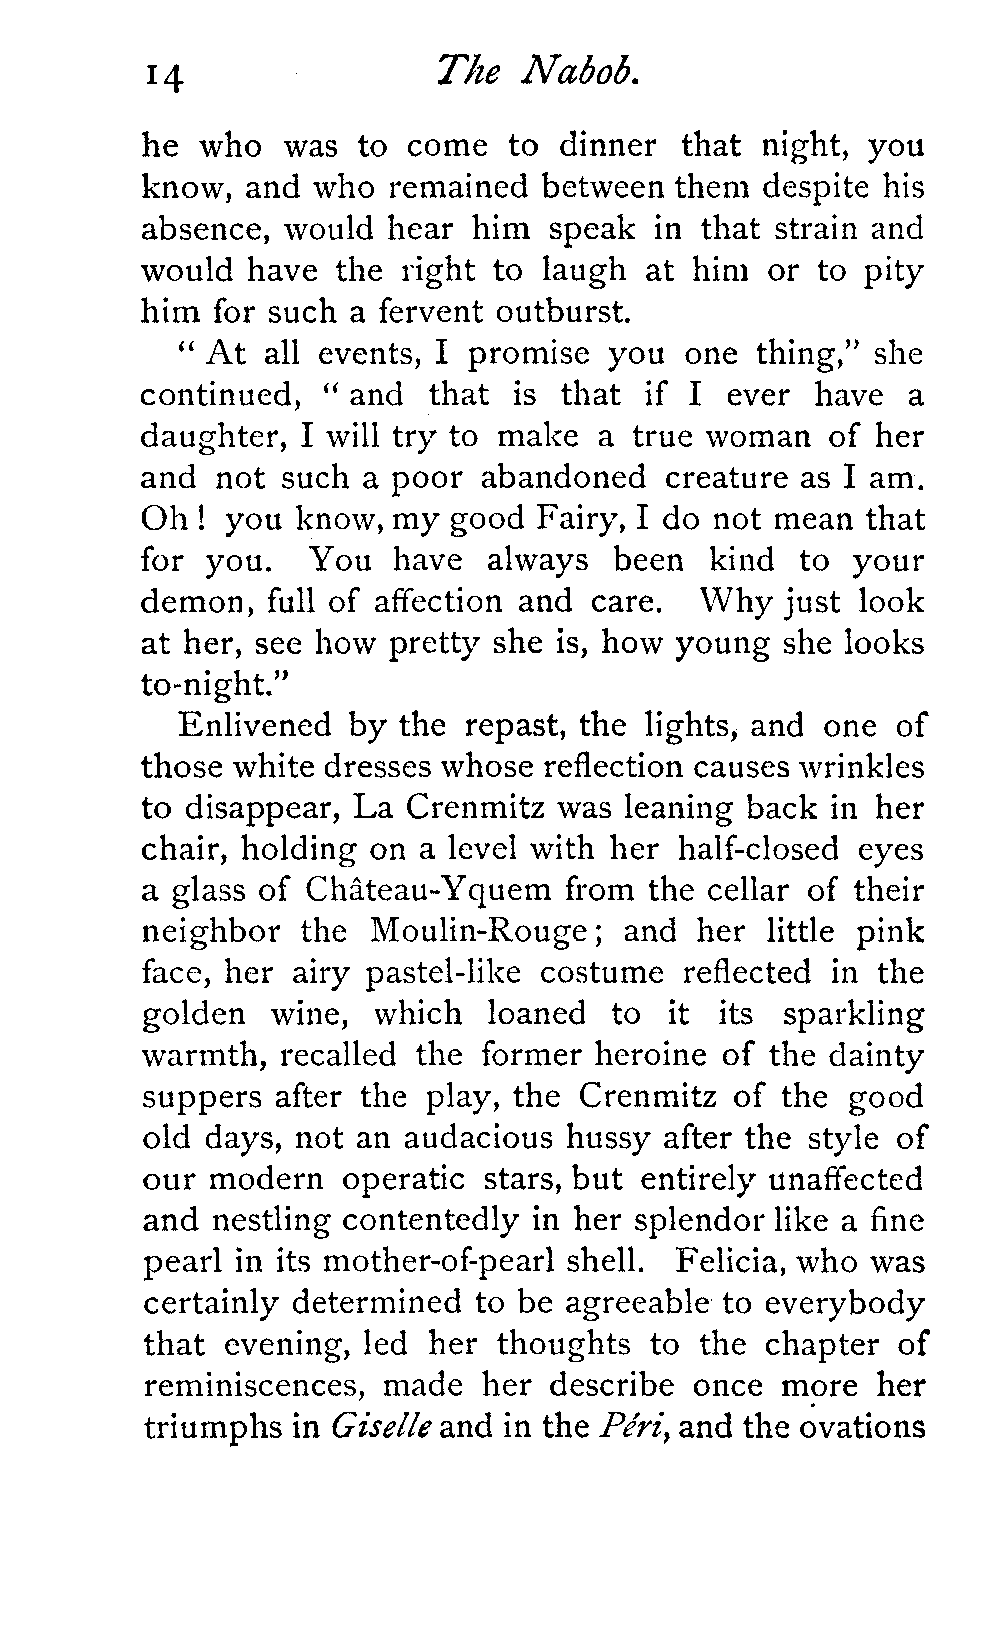 14 The Nabob.
he who was to come to dinner that night, you
know, and who remained between them despite his
absence, would hear him speak in that strain and
would have the right to laugh at him or to pity
him for such a fervent outburst.
“ At all events, I promise you one thing,” she
continued, “ and that is that if I ever have a
daughter, I will try to make a true woman of her
and not such a poor abandoned creature as I am.
Oh ! you know, my good Fairy, I do not mean that
for you. You have always been kind to your
demon, full of affection and care. Why just look
at her, see how pretty she is, how young she looks
to-night.”
Enlivened by the repast, the lights, and one of
those white dresses whose reflection causes wrinkles
to disappear, La Crenmitz was leaning back in her
chair, holding on a level with her half-closed eyes
a glass of Château-Yquem from the cellar of their
neighbor the Moulin-Rouge ; and her little pink
face, her airy pastel-like costume reflected in the
golden wine, which loaned to it its sparkling
warmth, recalled the former heroine of the dainty
suppers after the play, the Crenmitz of the good
old days, not an audacious hussy after the style of
our modern operatic stars, but entirely unaffected
and nestling contentedly in her splendor like a fine
pearl in its mother-of-pearl shell. Felicia, who was
certainly determined to be agreeable to everybody
that evening, led her thoughts to the chapter of
reminiscences, made her describe once more her
triumphs in Giselle and in the Péri, and the ovations